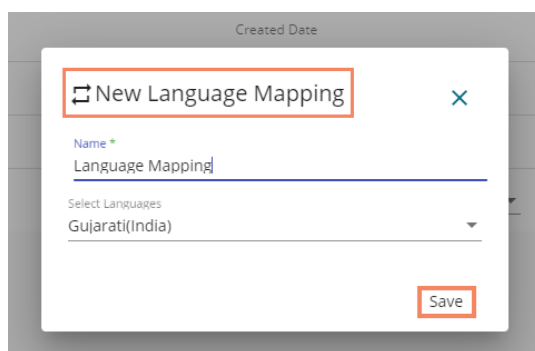 Created Date
New Language Mapping
Name *
Language Mapping
Select Languages
Gujarati(India)
Save